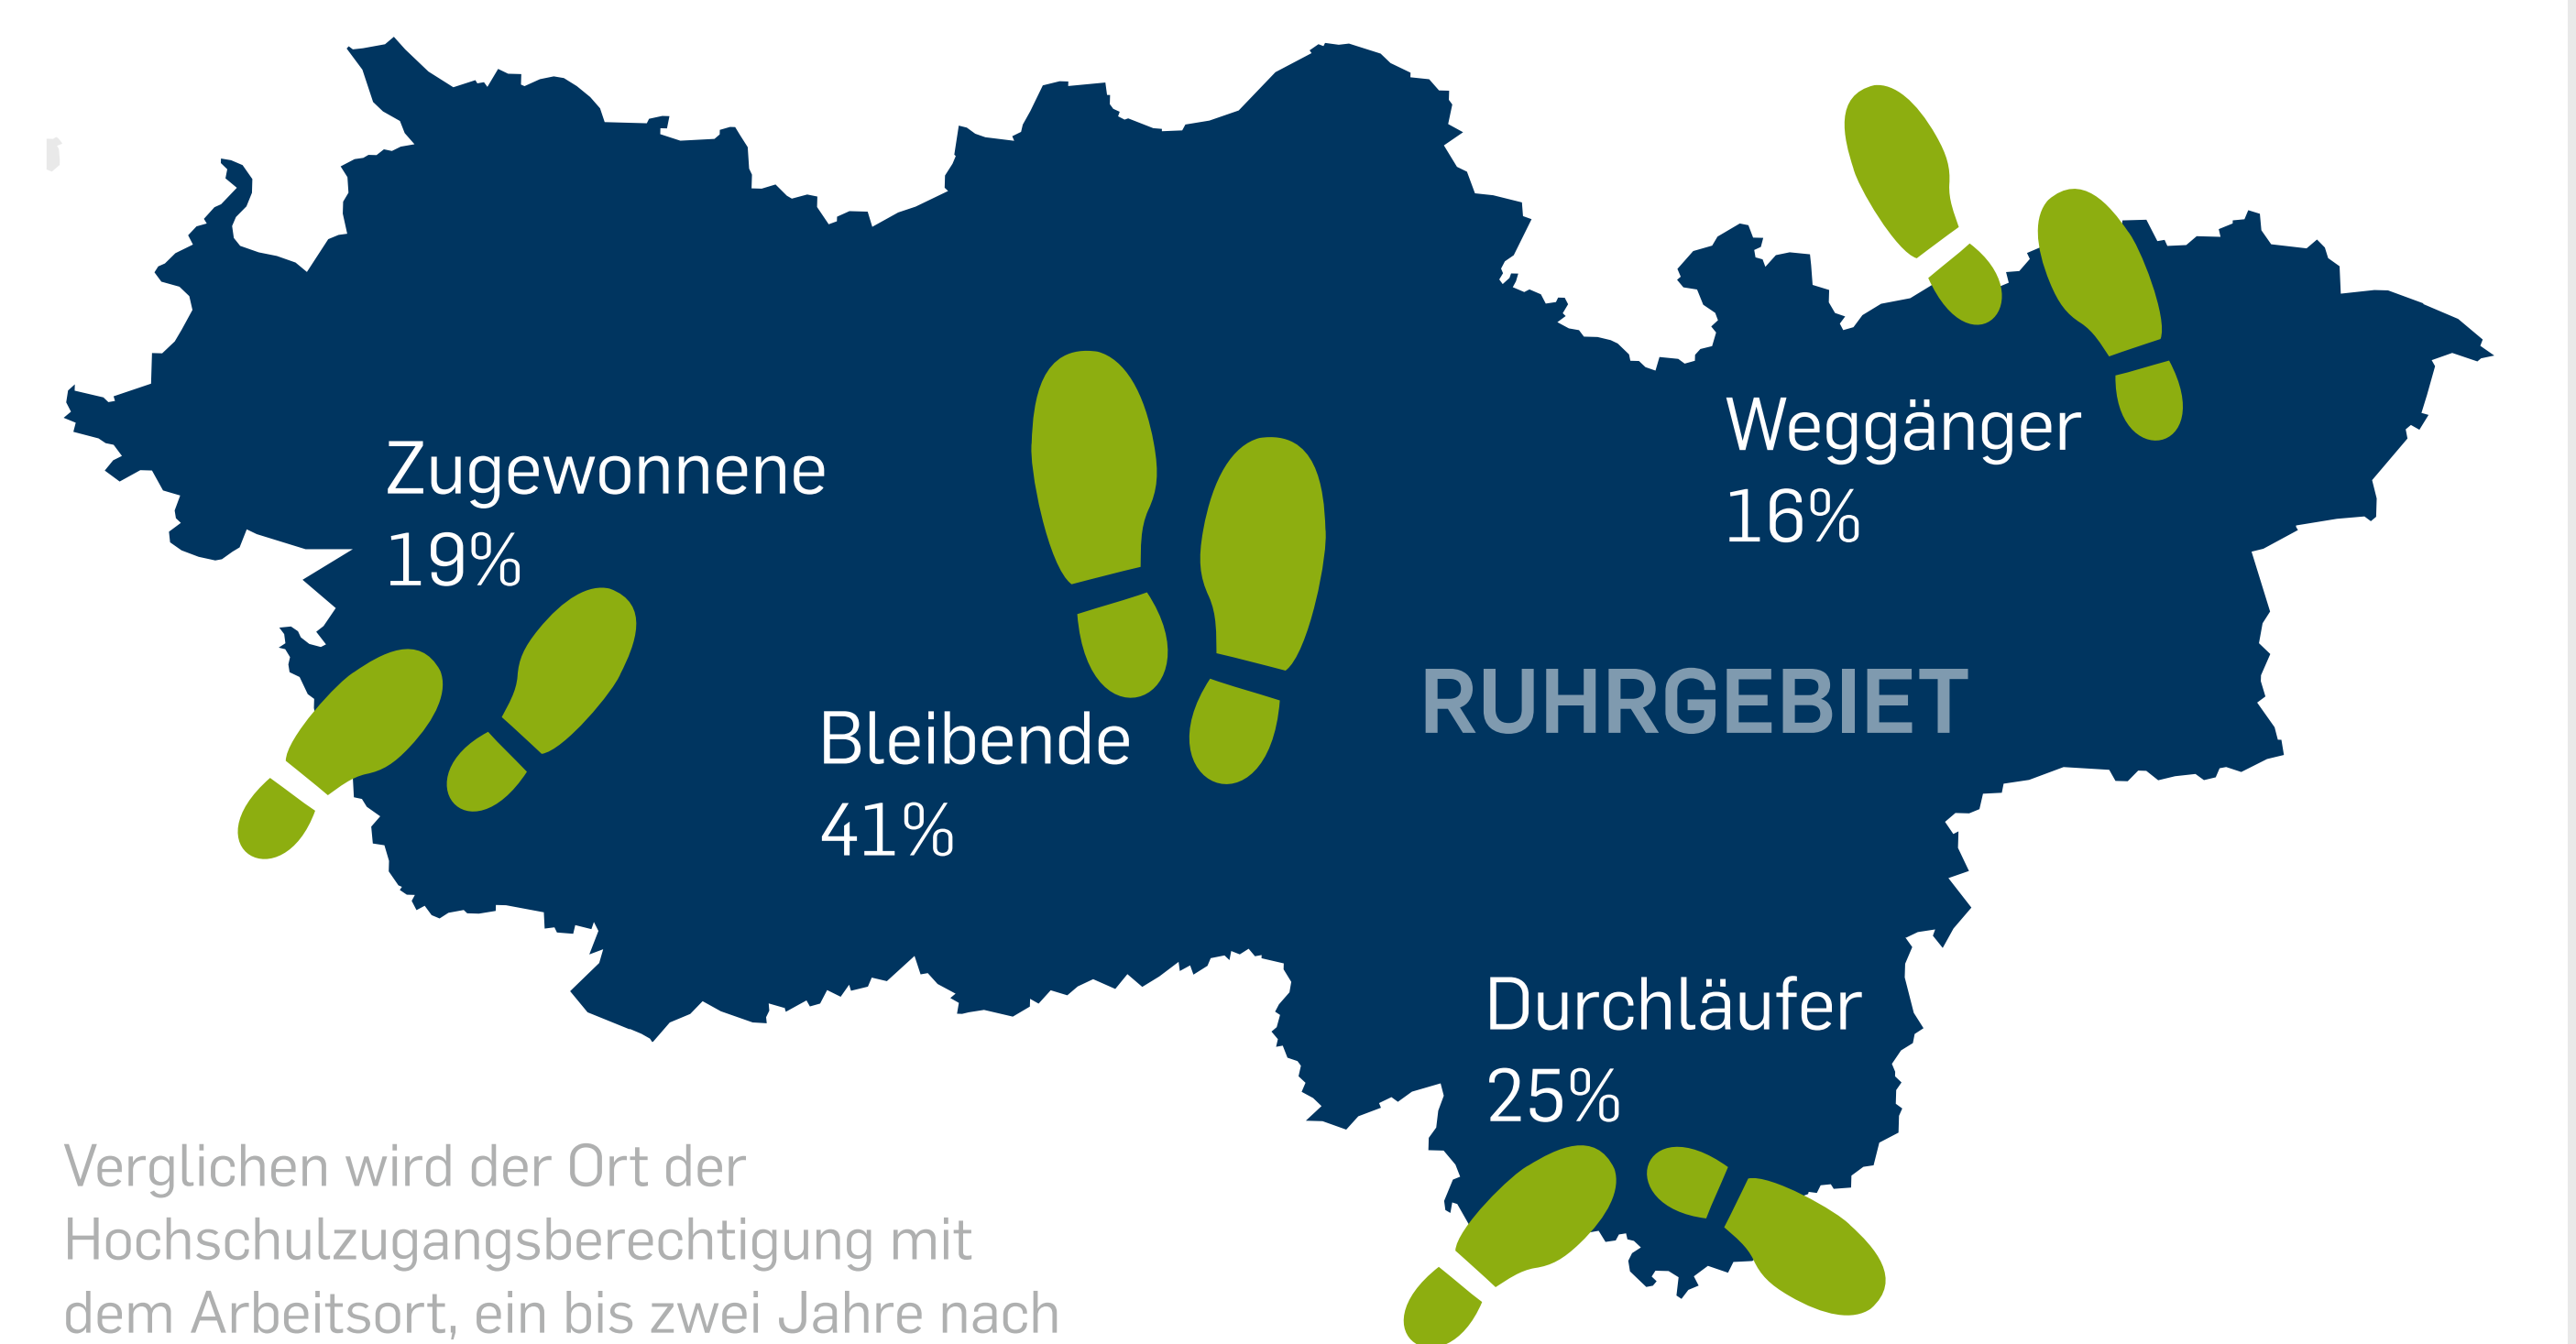 Zugewonnene
19%
Bleibende
41%
Weggänger
16%
RUHRGEBIET
Durchläufer
25%
Verglichen wird der Ort der
Hochschulzugangsberechtigung mit
dem Arbeitsort, ein bis zwei Jahre nach